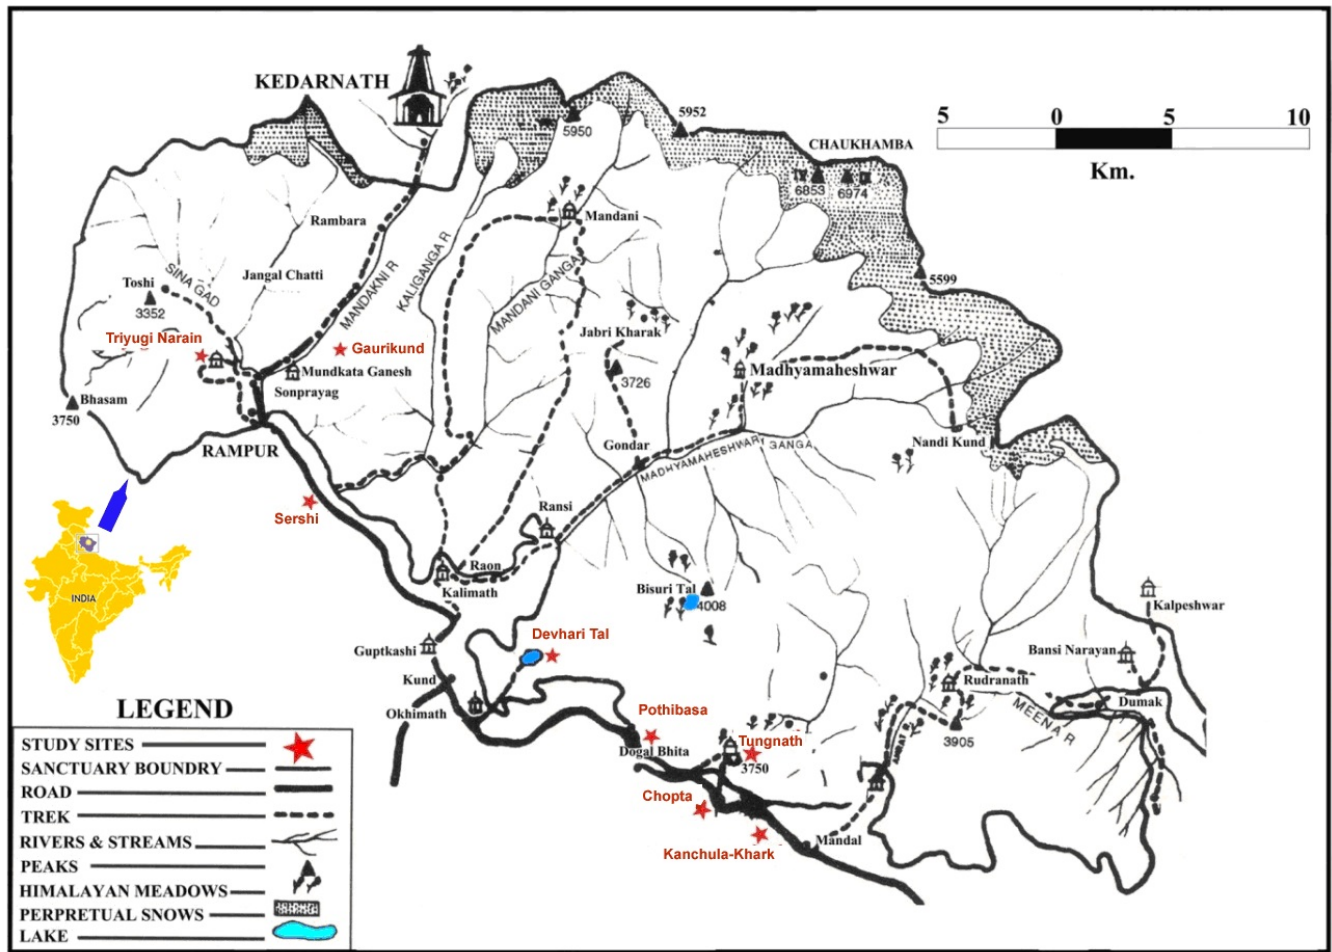 KEDARNATH
5950
5952
CHAUKHAMBA
6853
6974
5 0 5 10
Km.
Rambara
Mandani
KALIGANGA R
MANDAKNI R
MANDANI GANGA
SINA GAD
Toshi
3352
Jangal Chatti
5599
Triyugi Narain
Gaurikund
Jabri Kharak
3726
Mundkata Ganesh
Sonprayag
Madhyamaheshwar
Bhasam
3750
RAMPUR
Gondar
MADHYAMAHESHWARI GANGA
Nandi Kund
Sershi
Ransi
Raon
Kalimath
INDIA
Bisuri Tal
4008
Kalpeshwar
Devhari Tal
Guptkashi
Bansi Narayan
Kund
Rudranath
Dumak
MEENA R
Okhimath
3905
Pothibasa
Dogal Bhita
Tungnath
3750
Chopta
Kanchula-Khark
Mandal
LEGEND
STUDY SITES
SANCTUARY BOUNDRY
ROAD
TREK
RIVERS & STREAMS
PEAKS
HIMALAYAN MEADOWS
PERPRETUAL SNOWS
LAKE